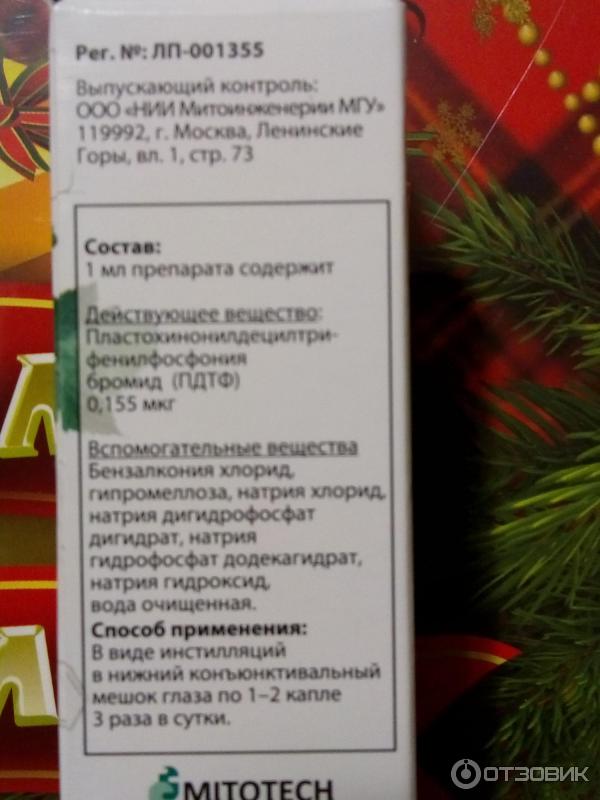 Рег. №: ЛП-001355
Выпускающий контроль:
ООО «НИИ Митоинженерии МГУ»
119992, г. Москва, Ленинские
Горы, вл. 1, стр. 73
Состав:
1 мл препарата содержит
Действующее вещество:
Пластохинонилдецилтри-
фенилфосфония
бромид (ПДТФ)
0,155 мкг
Вспомогательные вещества
Бензалкония хлорид,
гипромеллоза, натрия хлорид,
натрия дигидрофосфат
дигидрат, натрия
гидрофосфат додекагидрат,
натрия гидроксид,
вода очищенная.
Способ применения:
В виде инстилляций
в нижний конъюнктивальный
мешок глаза по 1–2 капле
3 раза в сутки.
MITOTECH
ОТЗОВИК